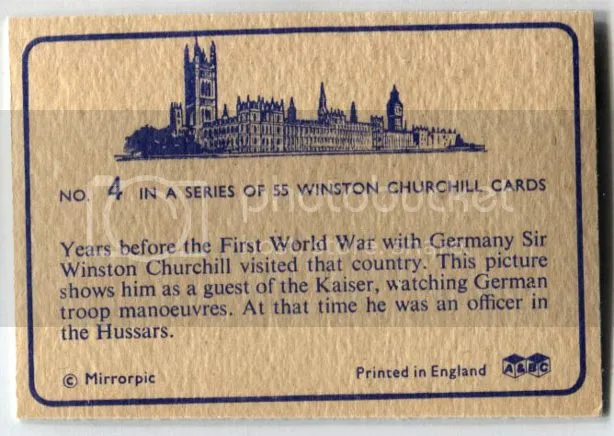 NO. 4 IN A SERIES OF 55 WINSTON CHURCHILL CARDS
photobucket
Years before the First World War with Germany Sir
Winston Churchill visited that country. This picture
shows him as a guest of the Kaiser, watching German
troop manoeuvres. At that time he was an officer in
the Hussars.
© Mirrorpic
Printed in England A&BC